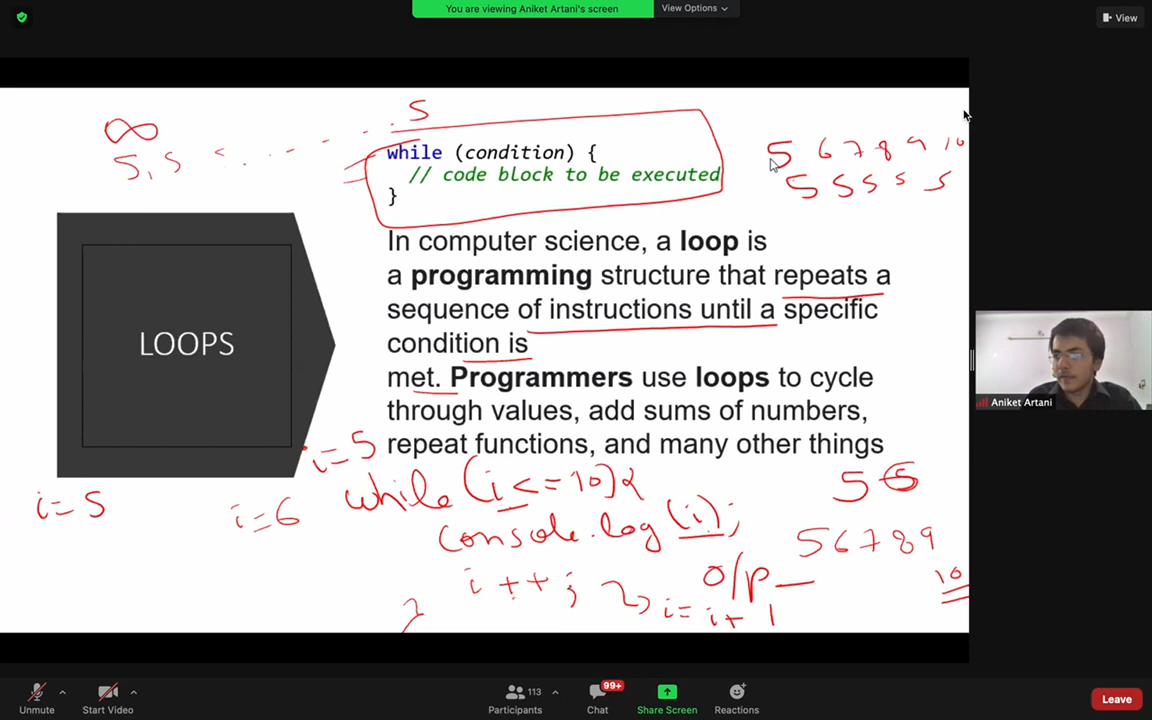 You are viewing Aniket Artani's screen
View Options
View
∞
5, 5
5
while (condition) {
// code block to be executed
}
5 6 7 8 9 10
5 5 5 5 5
LOOPS
In computer science, a loop is
a programming structure that repeats a
sequence of instructions until a specific
condition is
met. Programmers use loops to cycle
through values, add sums of numbers,
repeat functions, and many other things
Aniket Artani
i=5
i=5
i=6
while (i<=10){
console.log(i);
i++;
i=i+1
}
5 6
5 6 7 8 9
10
O/p
Unmute
Start Video
113
Participants
99+
Chat
Share Screen
Reactions
Leave